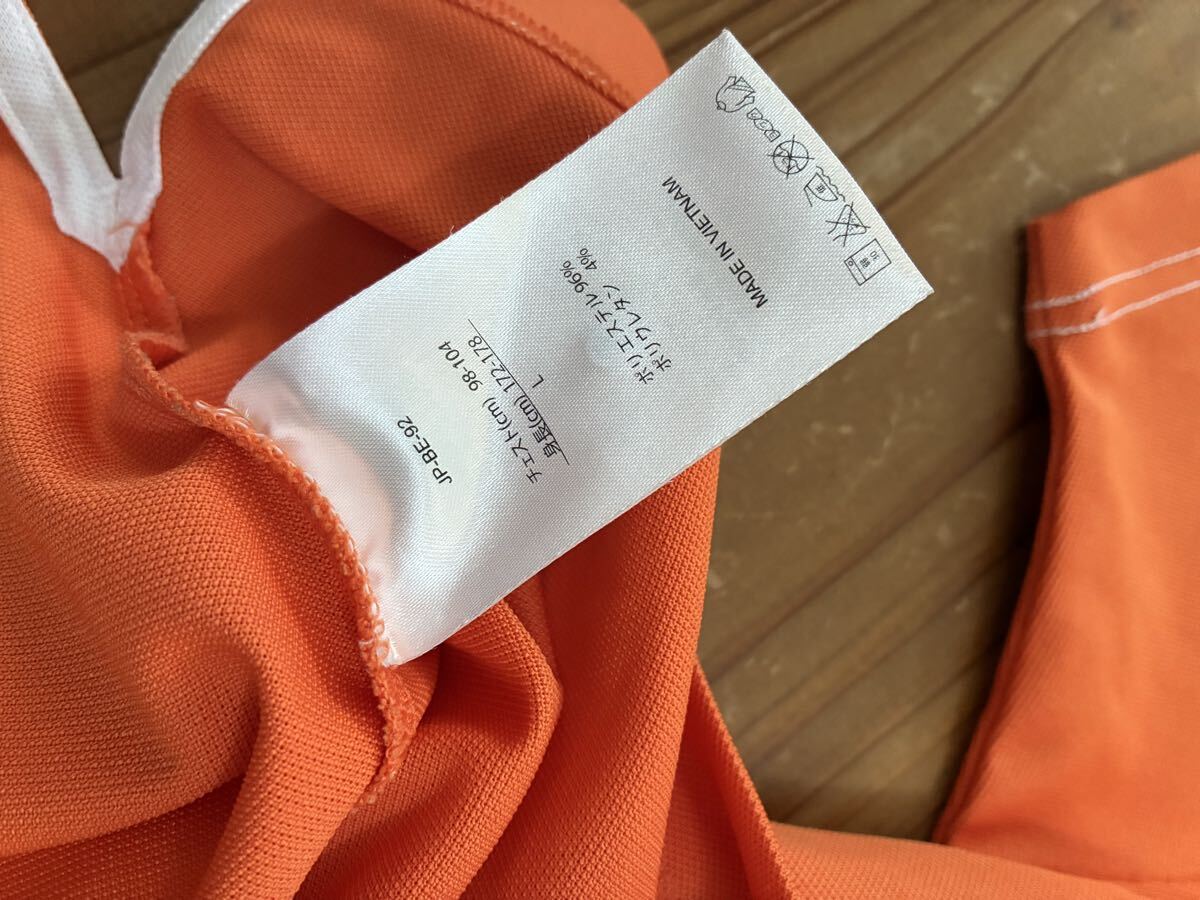 JP-BE-92
チェスト(cm) 98-104
身長(cm) 172-178
L
ポリエステル 96%
ポリウレタン 4%
MADE IN VIETNAM